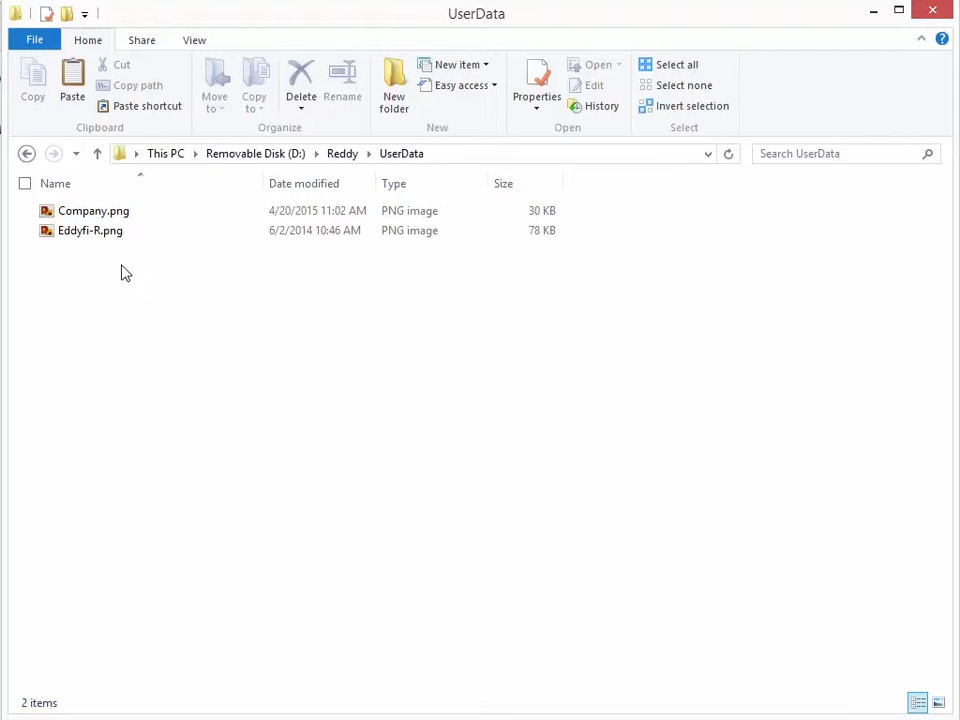 UserData
File Home Share View
Copy
Paste
Cut
Copy path
Paste shortcut
Clipboard
Move to
Copy to
Delete
Rename
Organize
New folder
New item
Easy access
New
Properties
Open
Edit
History
Open
Select all
Select none
Invert selection
Select
This PC Removable Disk (D:) Reddy UserData
Search UserData
Name Date modified Type Size
Company.png 4/20/2015 11:02 AM PNG image 30 KB
Eddyfi-R.png 6/2/2014 10:46 AM PNG image 78 KB
2 items